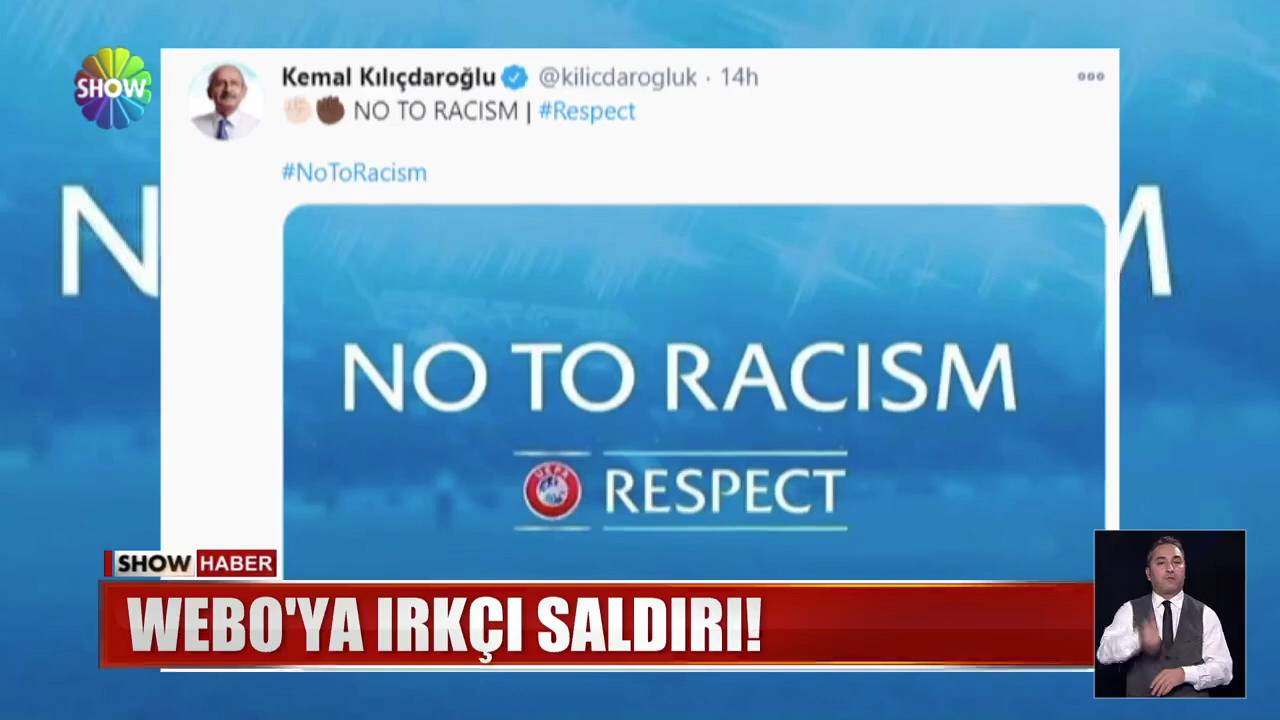 SHOW
Kemal Kılıçdaroğlu @kilicdarogluk · 14h
✊🏻✊🏿 NO TO RACISM | #Respect
#NoToRacism
N
M
NO TO RACISM
UEFA RESPECT
SHOW HABER
WEBO'YA IRKÇI SALDIRI!